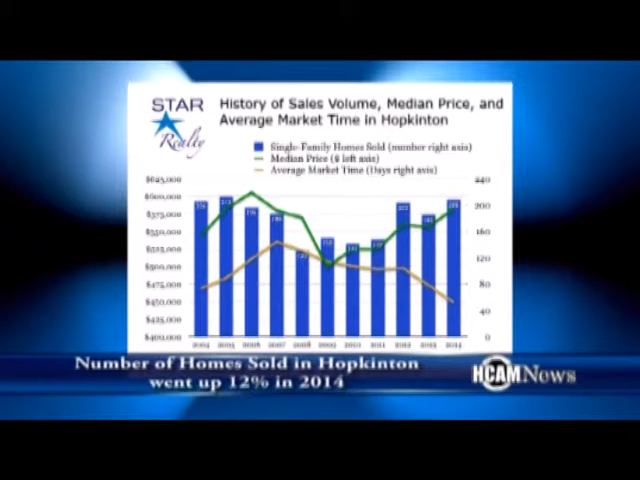 STAR
Realty
History of Sales Volume, Median Price, and
Average Market Time in Hopkinton
Single-Family Homes Sold (number right axis)
Median Price ($ left axis)
Average Market Time (Days right axis)
$625,000 240
$600,000 200
$575,000
$550,000 160
$525,000 120
$500,000
$475,000 80
$450,000 40
$425,000
$400,000 0
2004 2005 2006 2007 2008 2009 2010 2011 2012 2013 2014
Number of Homes Sold in Hopkinton
went up 12% in 2014
HCAM News